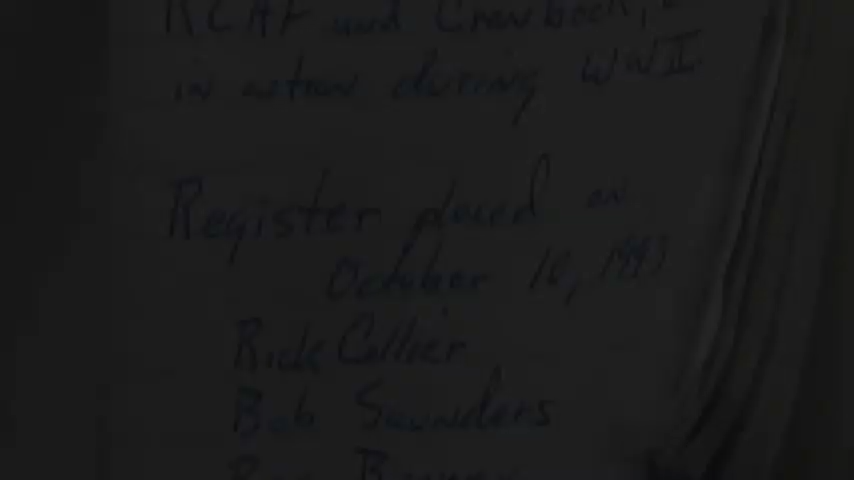 RCAF and Cranbrook,
in action during WWII
Register placed on
October 10, 1993
Rick Collier
Bob Saunders